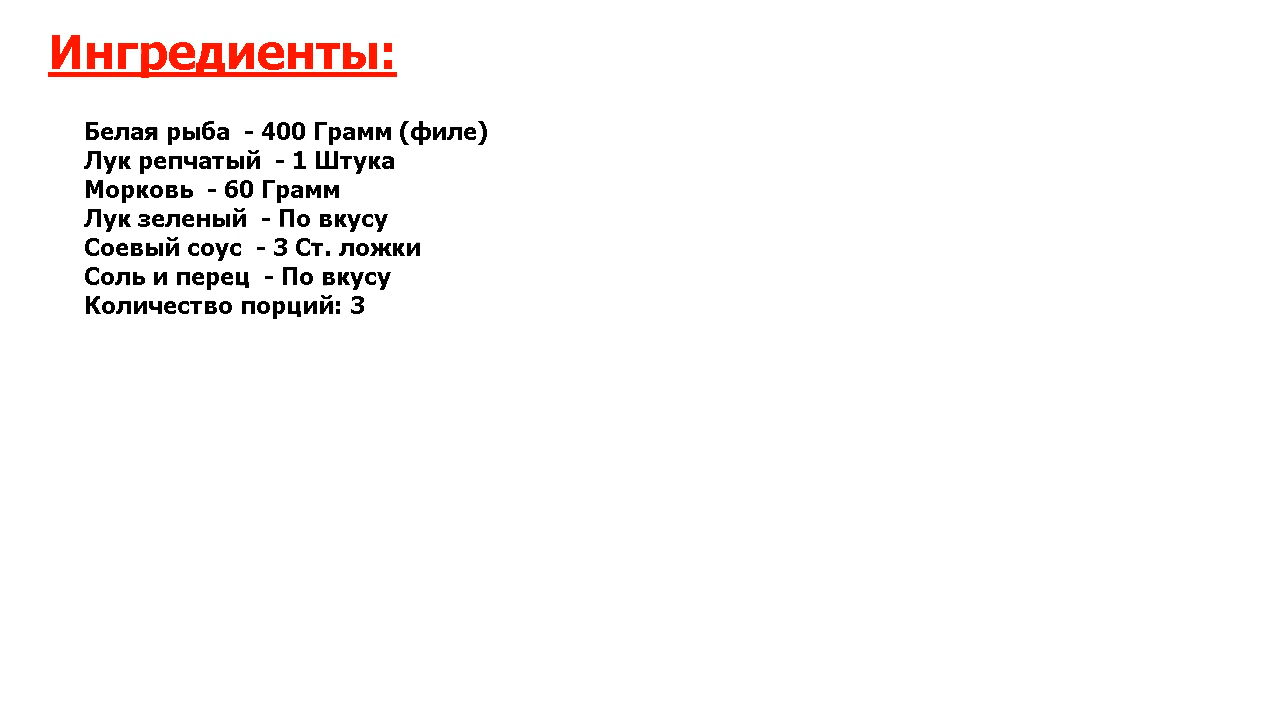 Ингредиенты:
Белая рыба  - 400 Грамм (филе)
Лук репчатый  - 1 Штука
Морковь  - 60 Грамм
Лук зеленый  - По вкусу
Соевый соус  - 3 Ст. ложки
Соль и перец  - По вкусу
Количество порций: 3